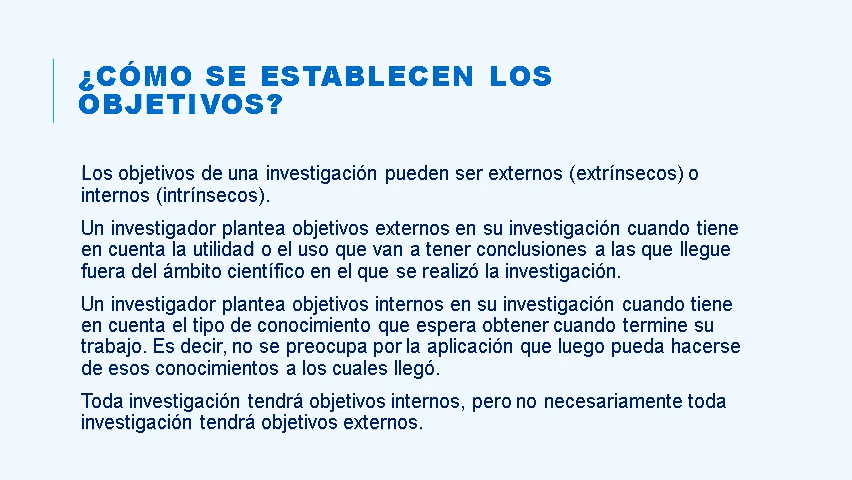 ¿CÓMO SE ESTABLECEN LOS
OBJETIVOS?
Los objetivos de una investigación pueden ser externos (extrínsecos) o
internos (intrínsecos).
Un investigador plantea objetivos externos en su investigación cuando tiene
en cuenta la utilidad o el uso que van a tener conclusiones a las que llegue
fuera del ámbito científico en el que se realizó la investigación.
Un investigador plantea objetivos internos en su investigación cuando tiene
en cuenta el tipo de conocimiento que espera obtener cuando termine su
trabajo. Es decir, no se preocupa por la aplicación que luego pueda hacerse
de esos conocimientos a los cuales llegó.
Toda investigación tendrá objetivos internos, pero no necesariamente toda
investigación tendrá objetivos externos.